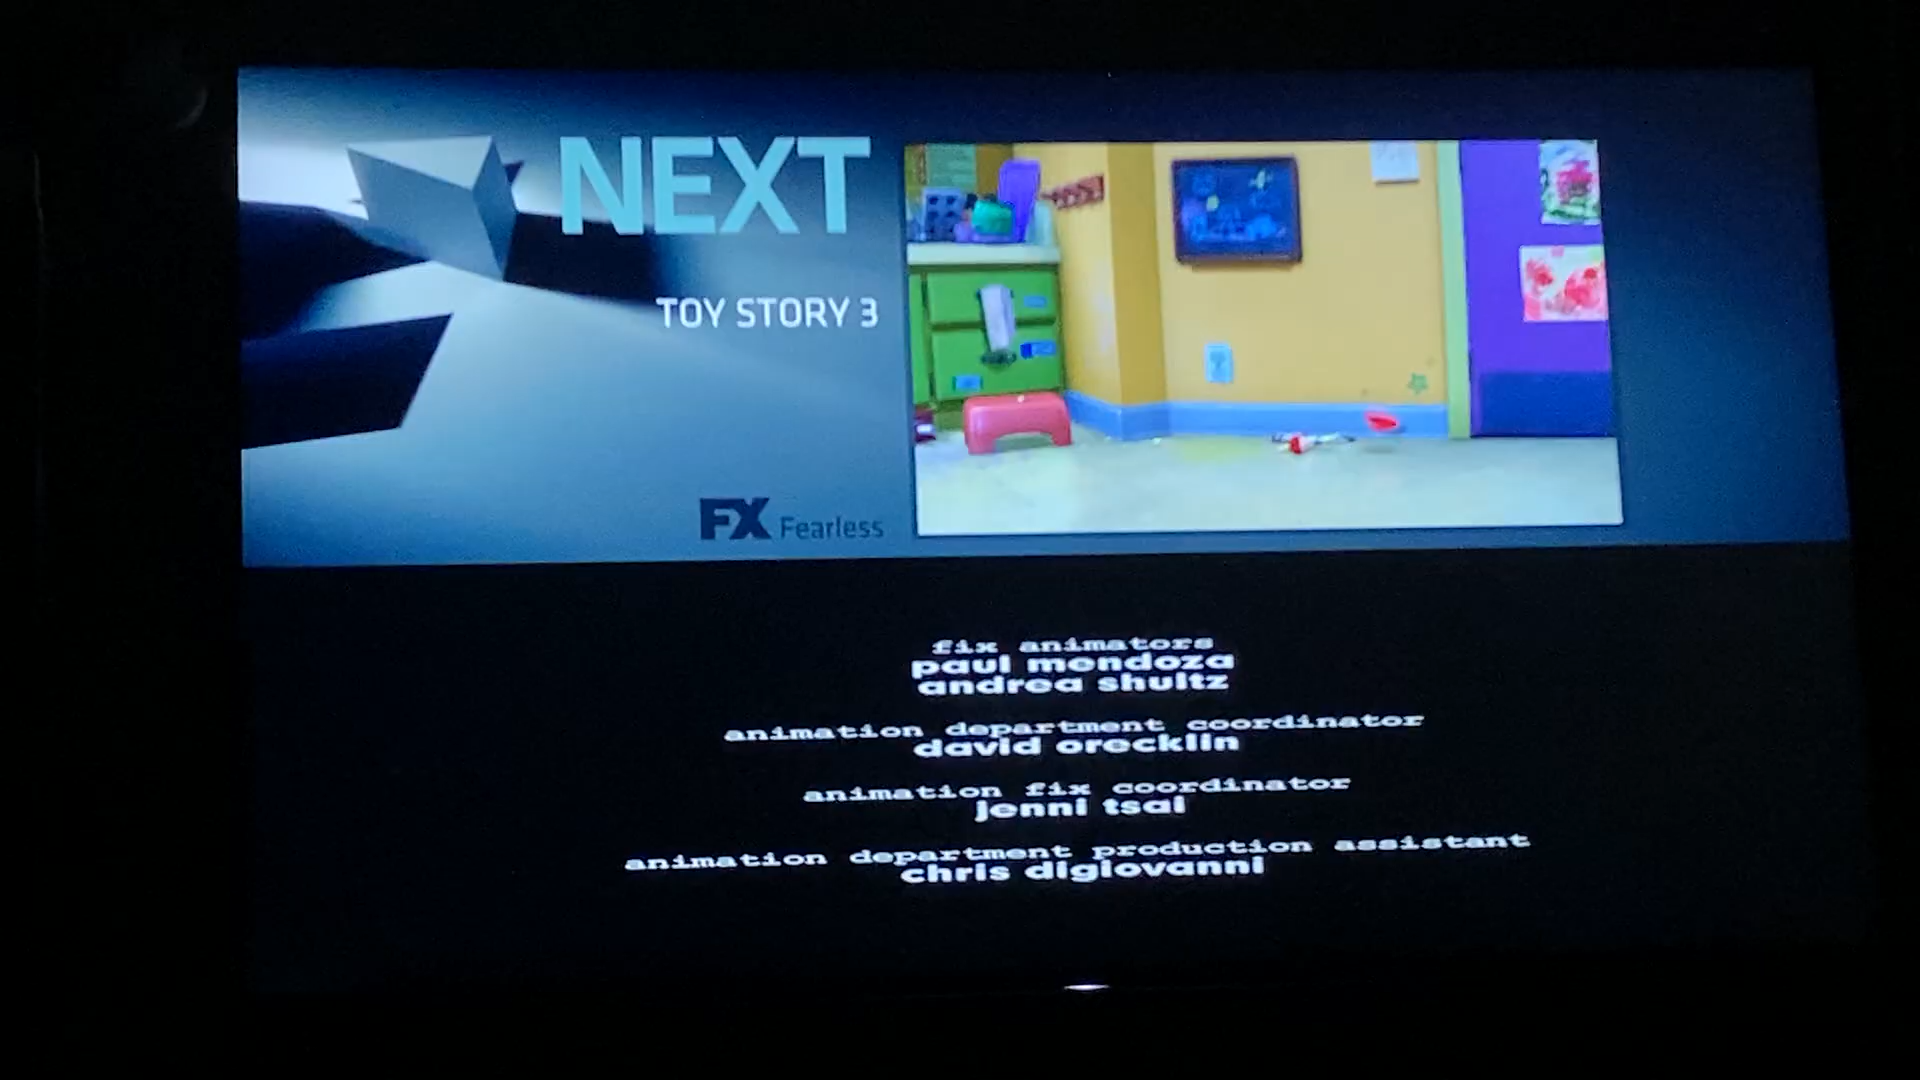 NEXT
TOY STORY 3
FX Fearless
fix animators
paul mendoza
andrea shultz
animation department coordinator
david orecklin
animation fix coordinator
jenni tsai
animation department production assistant
chris digiovanni